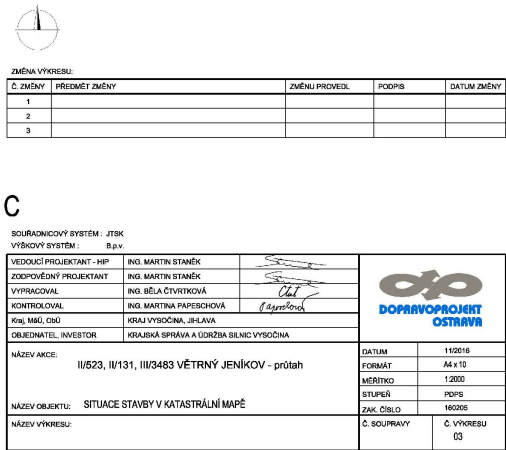 ZMĚNA VÝKRESU:
Č. ZMĚNY PŘEDMĚT ZMĚNY ZMĚNU PROVEDL PODPIS DATUM ZMĚNY
1
2
3
C
SOUŘADNICOVÝ SYSTÉM : JTSK
VÝŠKOVÝ SYSTÉM : B.p.v.
VEDOUCÍ PROJEKTANT - HIP ING. MARTIN STANĚK
ZODPOVĚDNÝ PROJEKTANT ING. MARTIN STANĚK
VYPRACOVAL ING. BĚLA ČTVRTKOVÁ
KONTROLOVAL ING. MARTINA PAPESCHOVÁ
Kraj, MěÚ, ObÚ KRAJ VYSOČINA, JIHLAVA
OBJEDNATEL, INVESTOR KRAJSKÁ SPRÁVA A ÚDRŽBA SILNIC VYSOČINA
DOPRAVOPROJEKT
OSTRAVA
NÁZEV AKCE:
II/523, II/131, III/3483 VĚTRNÝ JENÍKOV - průtah
NÁZEV OBJEKTU: SITUACE STAVBY V KATASTRÁLNÍ MAPĚ
NÁZEV VÝKRESU:
DATUM 11/2016
FORMÁT A4 x 10
MĚŘÍTKO 1:2000
STUPEŇ PDPS
ZAK. ČÍSLO 160205
Č. SOUPRAVY Č. VÝKRESU
03